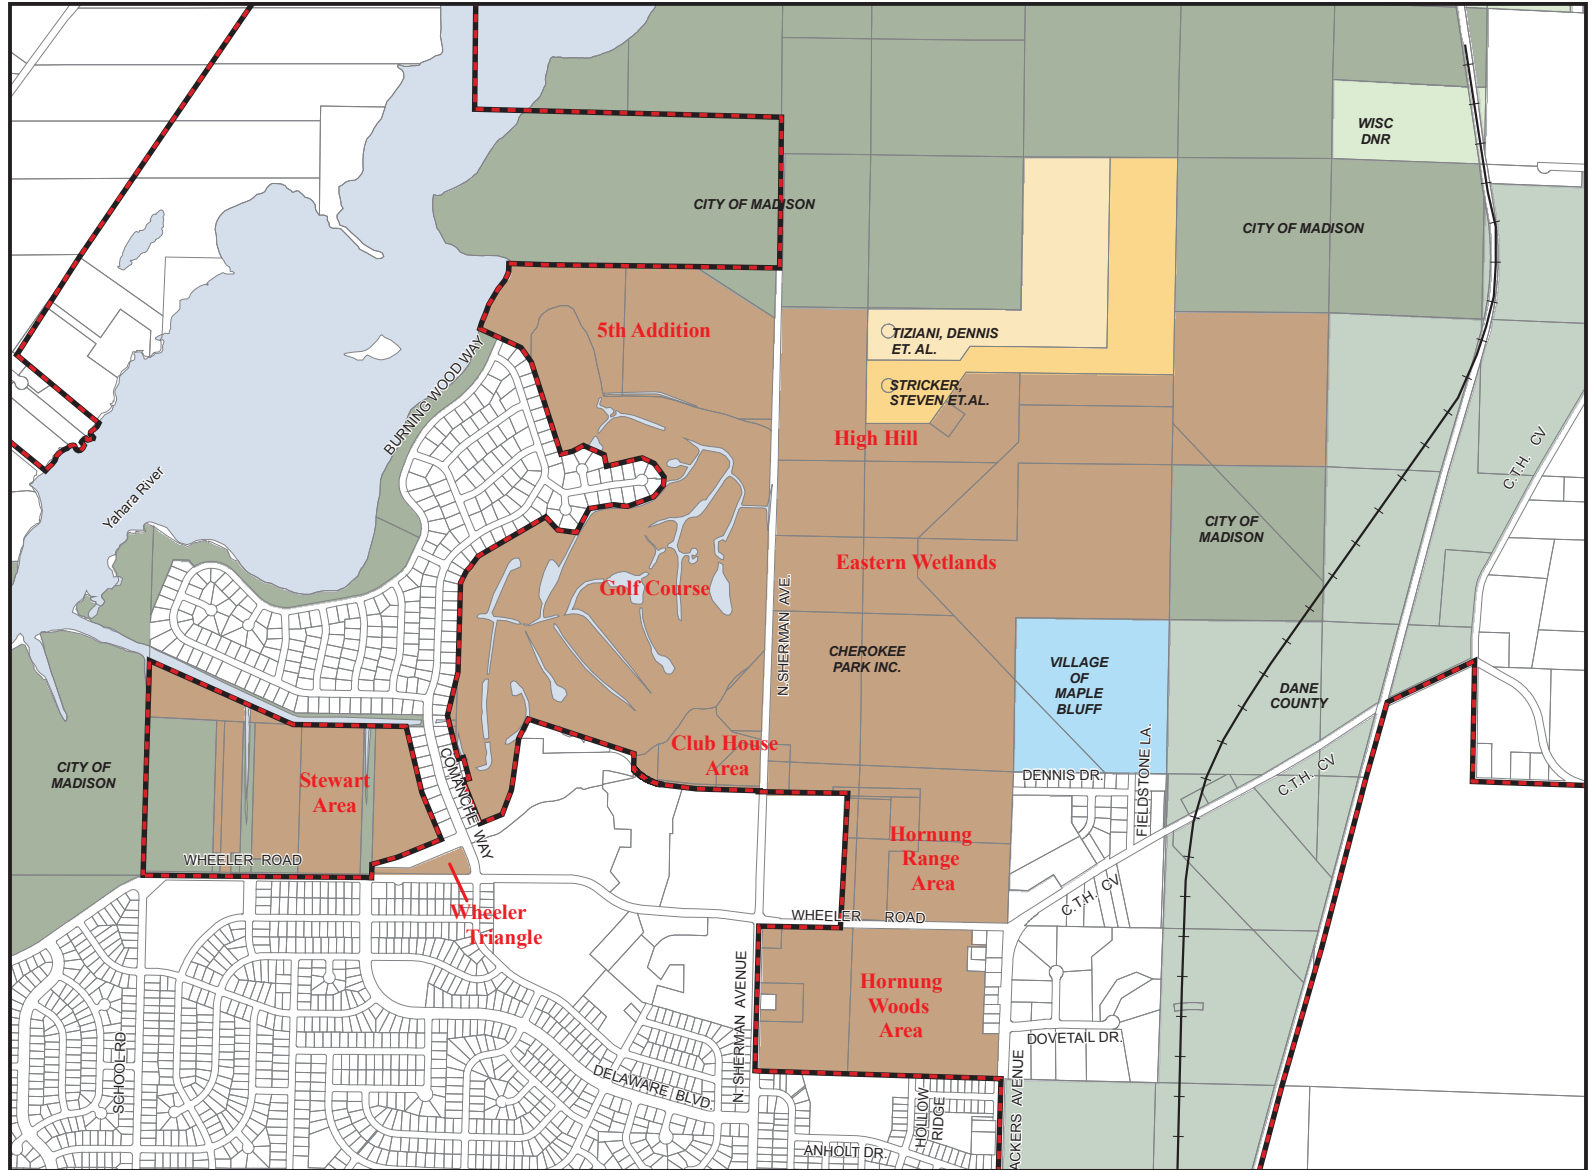 WISC
DNR
CITY OF MADISON
CITY OF MADISON
5th Addition
TIZIANI, DENNIS
ET. AL.
STRICKER,
STEVEN ET.AL.
BURNING WOOD WAY
High Hill
C.T.H. CV
Yahara River
CITY OF
MADISON
Eastern Wetlands
Golf Course
N.SHERMAN AVE.
CHEROKEE
PARK INC.
VILLAGE
OF
MAPLE
BLUFF
DANE
COUNTY
Club House
Area
CITY OF
MADISON
Stewart
Area
COMANCHE WAY
DENNIS DR.
FIELDSTONE LA.
C.T.H. CV
Hornung
Range
Area
WHEELER ROAD
C.T.H. CV
Wheeler
Triangle
WHEELER ROAD
Hornung
Woods
Area
N. SHERMAN AVENUE
DOVETAIL DR.
SCHOOL RD
DELAWARE BLVD.
HOLLOW
RIDGE
ACKERS AVENUE
ANHOLT DR.